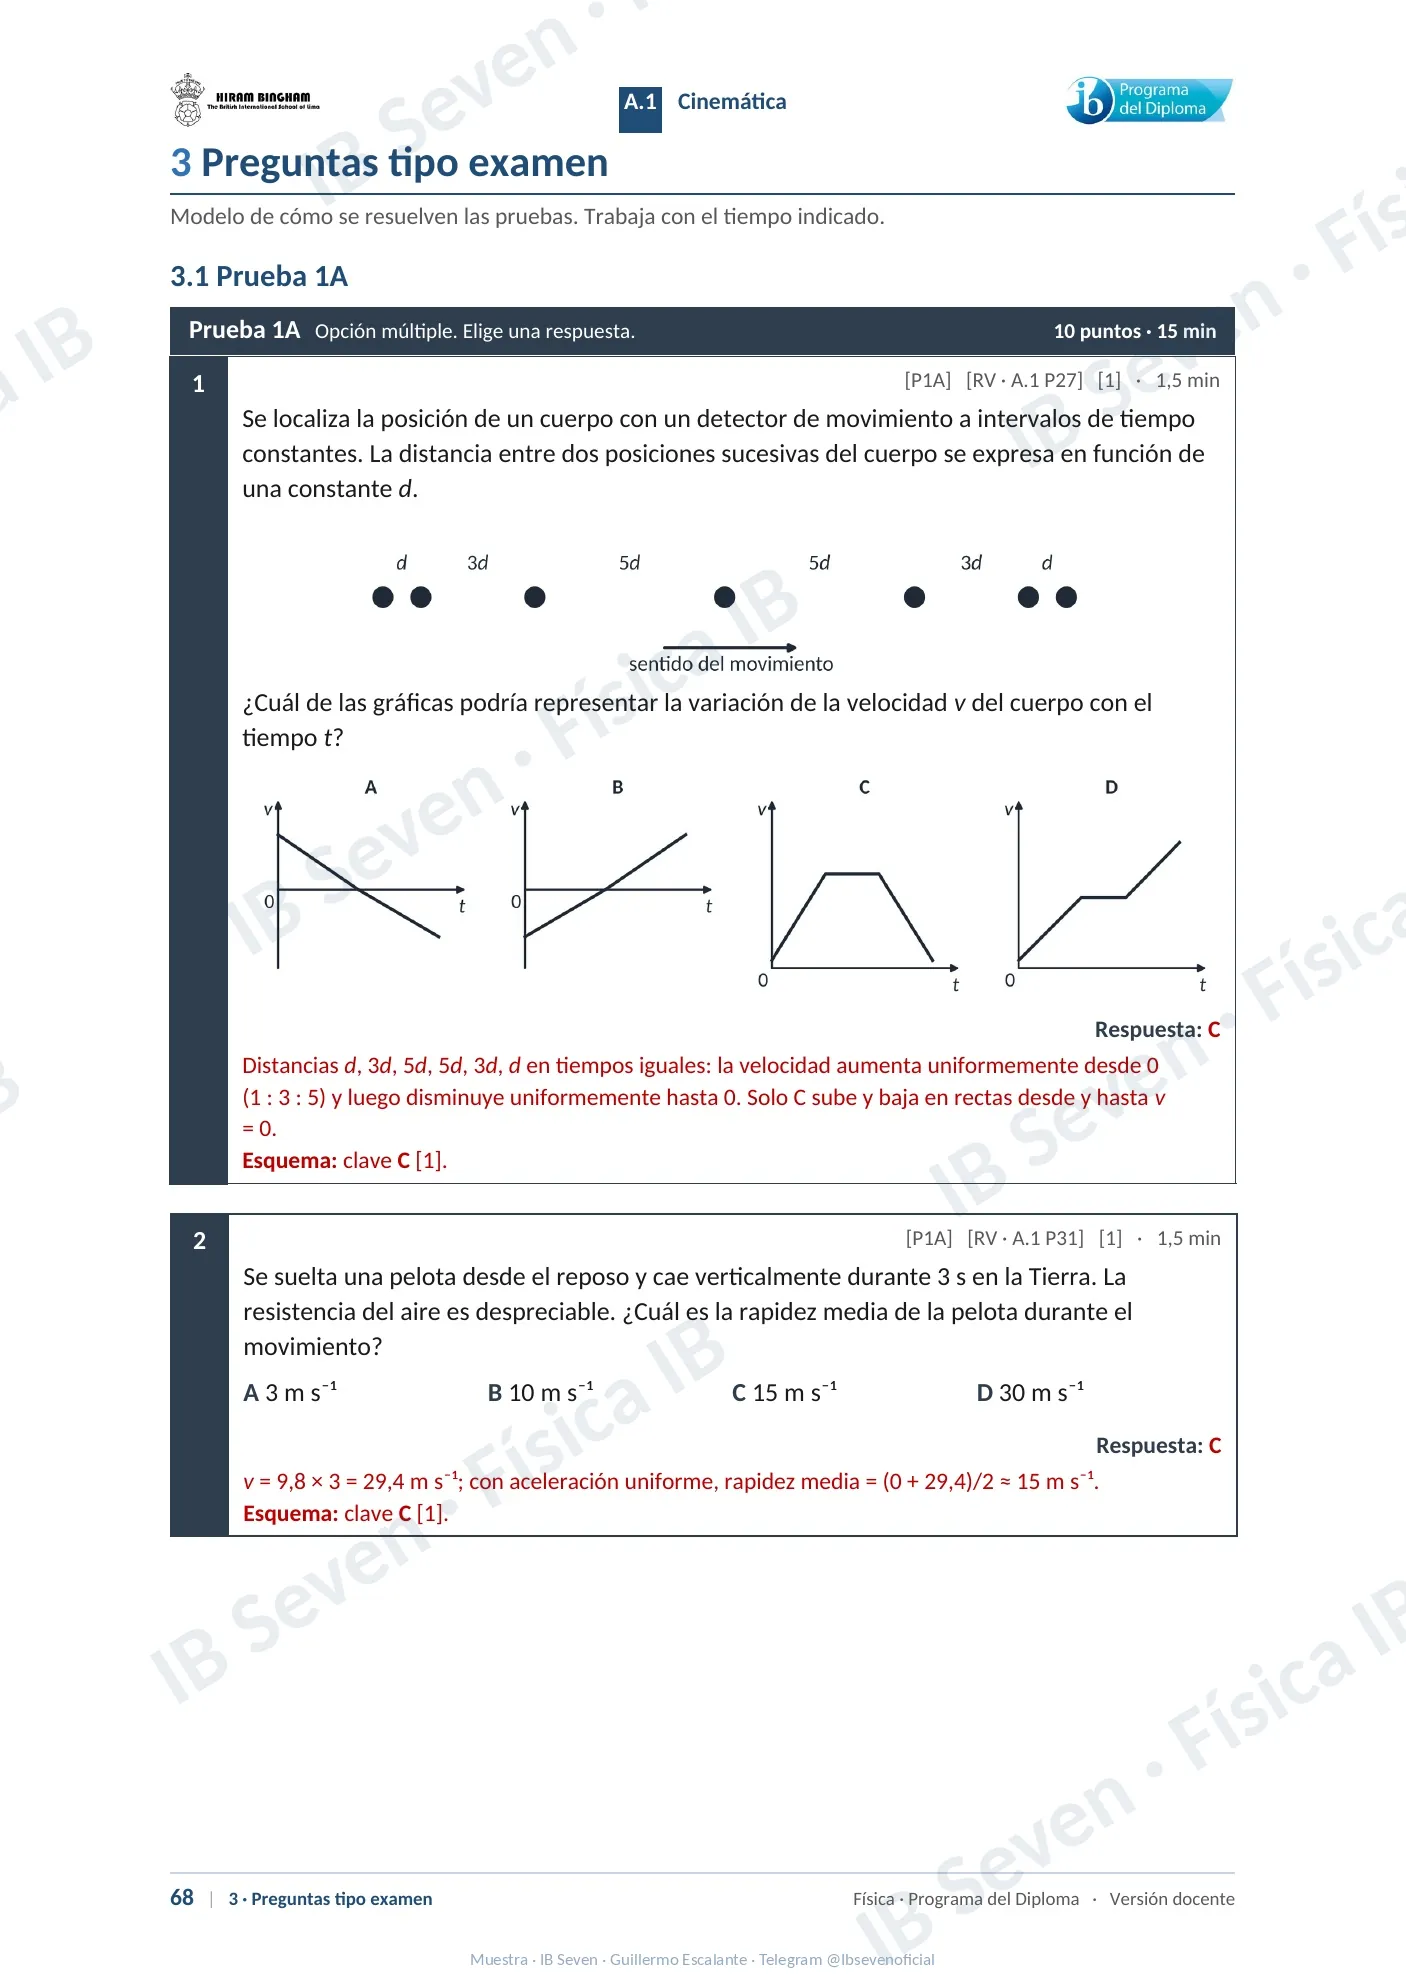 HIRAM BINGHAM
The British International School of Lima
A.1 Cinemática
Programa
del Diploma
3 Preguntas tipo examen
Modelo de cómo se resuelven las pruebas. Trabaja con el tiempo indicado.
3.1 Prueba 1A
Prueba 1A Opción múltiple. Elige una respuesta. 10 puntos · 15 min
1 [P1A] [RV · A.1 P27] [1] · 1,5 min
Se localiza la posición de un cuerpo con un detector de movimiento a intervalos de tiempo
constantes. La distancia entre dos posiciones sucesivas del cuerpo se expresa en función de
una constante d.
d 3d 5d 5d 3d d
sentido del movimiento
¿Cuál de las gráficas podría representar la variación de la velocidad v del cuerpo con el
tiempo t?
A B C D
v v v v
0 t 0 t 0 t 0 t
Respuesta: C
Distancias d, 3d, 5d, 5d, 3d, d en tiempos iguales: la velocidad aumenta uniformemente desde 0
(1 : 3 : 5) y luego disminuye uniformemente hasta 0. Solo C sube y baja en rectas desde y hasta v
= 0.
Esquema: clave C [1].
2 [P1A] [RV · A.1 P31] [1] · 1,5 min
Se suelta una pelota desde el reposo y cae verticalmente durante 3 s en la Tierra. La
resistencia del aire es despreciable. ¿Cuál es la rapidez media de la pelota durante el
movimiento?
A 3 m s⁻¹ B 10 m s⁻¹ C 15 m s⁻¹ D 30 m s⁻¹
Respuesta: C
v = 9,8 × 3 = 29,4 m s⁻¹; con aceleración uniforme, rapidez media = (0 + 29,4)/2 ≈ 15 m s⁻¹.
Esquema: clave C [1].
IB Seven · Física IB
68 | 3 · Preguntas tipo examen Física · Programa del Diploma · Versión docente
Muestra · IB Seven · Guillermo Escalante · Telegram @Ibsevenoficial